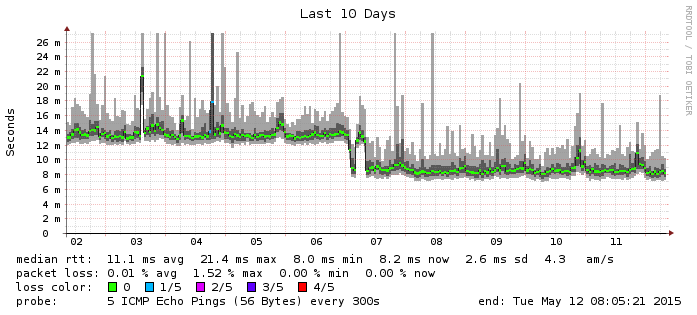 Last 10 Days
RRDTOOL / TOBI OETIKER
Seconds
26 m
24 m
22 m
20 m
18 m
16 m
14 m
12 m
10 m
8 m
6 m
4 m
2 m
0
02 03 04 05 06 07 08 09 10 11
median rtt: 11.1 ms avg 21.4 ms max 8.0 ms min 8.2 ms now 2.6 ms sd 4.3 am/s
packet loss: 0.01 % avg 1.52 % max 0.00 % min 0.00 % now
loss color: 0 1/5 2/5 3/5 4/5
probe: 5 ICMP Echo Pings (56 Bytes) every 300s end: Tue May 12 08:05:21 2015